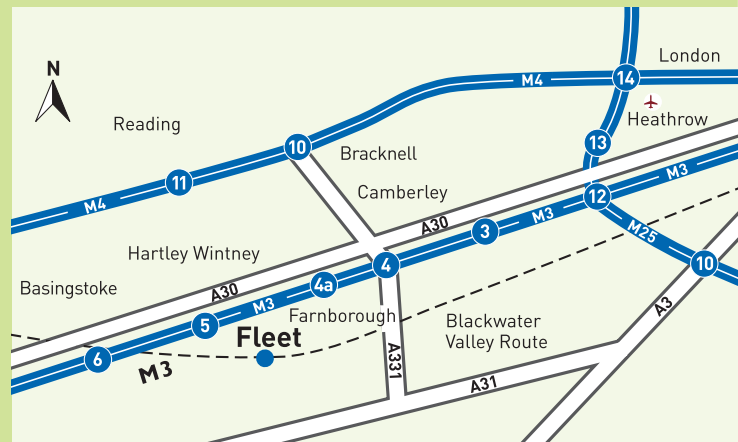 London
N
14
M4
Heathrow
Reading
13
10
Bracknell
M3
11
Camberley
12
M4
A30
3
M3
M25
Hartley Wintney
4
10
Basingstoke
4a
A30
M3
A3
Farnborough
5
Blackwater
Valley Route
Fleet
6
M3
A331
A31